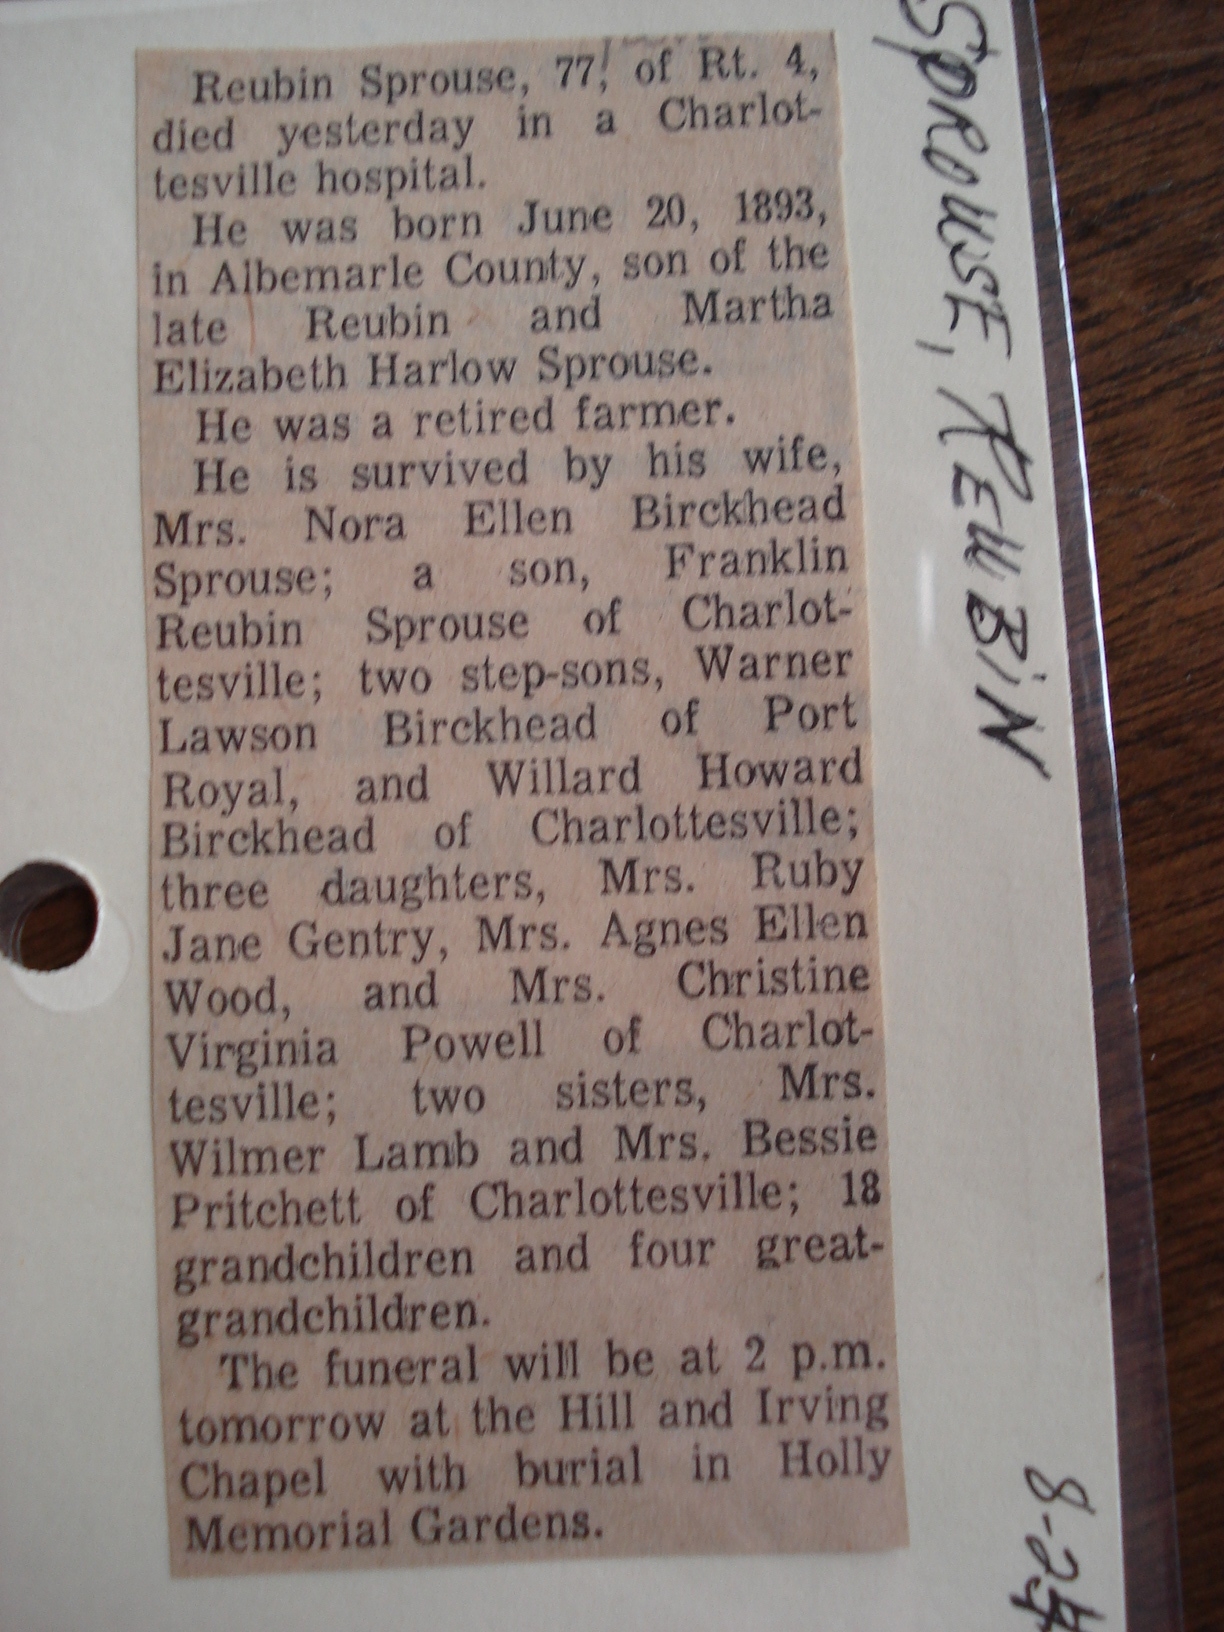 Reubin Sprouse, 77, of Rt. 4,
died yesterday in a Charlot-
tesville hospital.
He was born June 20, 1893,
in Albemarle County, son of the
late Reubin and Martha
Elizabeth Harlow Sprouse.
He was a retired farmer.
He is survived by his wife,
Mrs. Nora Ellen Birckhead
Sprouse; a son, Franklin
Reubin Sprouse of Charlot-
tesville; two step-sons, Warner
Lawson Birckhead of Port
Royal, and Willard Howard
Birckhead of Charlottesville;
three daughters, Mrs. Ruby
Jane Gentry, Mrs. Agnes Ellen
Wood, and Mrs. Christine
Virginia Powell of Charlot-
tesville; two sisters, Mrs.
Wilmer Lamb and Mrs. Bessie
Pritchett of Charlottesville; 18
grandchildren and four great-
grandchildren.
The funeral will be at 2 p.m.
tomorrow at the Hill and Irving
Chapel with burial in Holly
Memorial Gardens.
SPROUSE, REUBIN